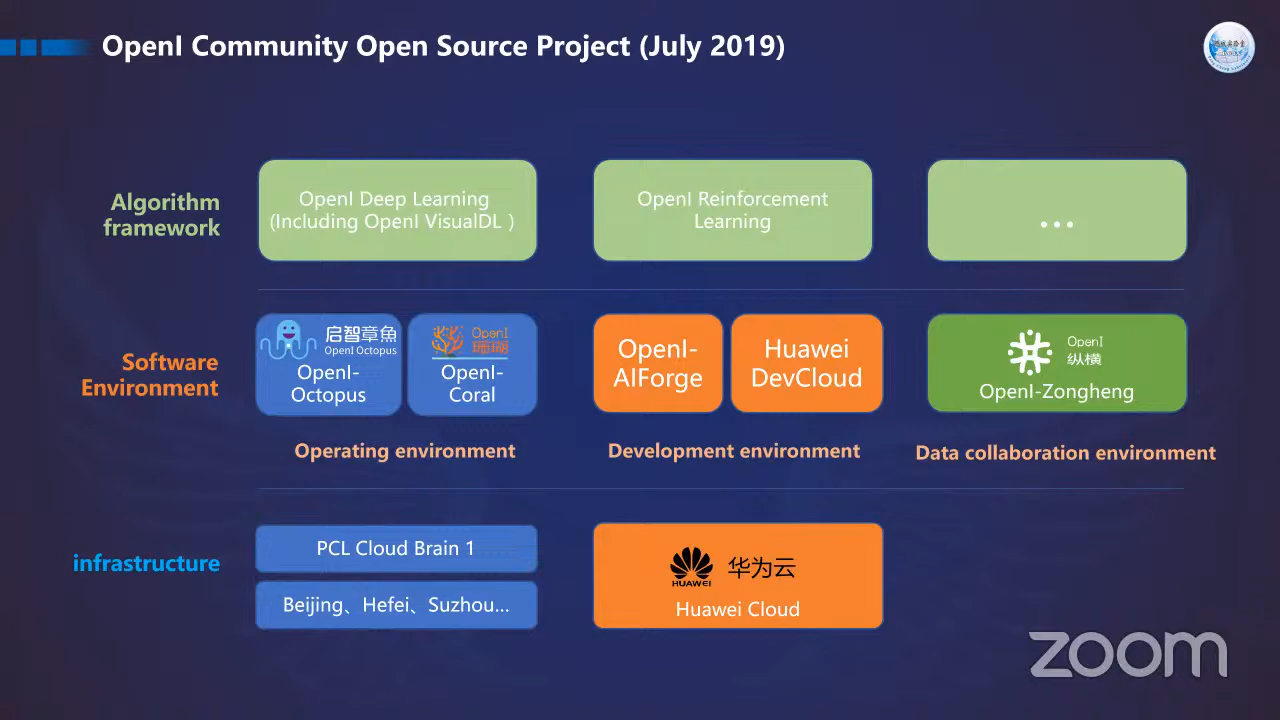 OpenI Community Open Source Project (July 2019)
Algorithm
framework
OpenI Deep Learning
(Including OpenI VisualDL )
OpenI Reinforcement
Learning
...
Software
Environment
启智章魚
OpenI Octopus
OpenI-
Octopus
OpenI
珊瑚
OpenI-
Coral
OpenI-
AIForge
Huawei
DevCloud
OpenI
纵横
OpenI-Zongheng
Operating environment
Development environment
Data collaboration environment
infrastructure
PCL Cloud Brain 1
Beijing、Hefei、Suzhou...
HUAWEI
华为云
Huawei Cloud
zoom